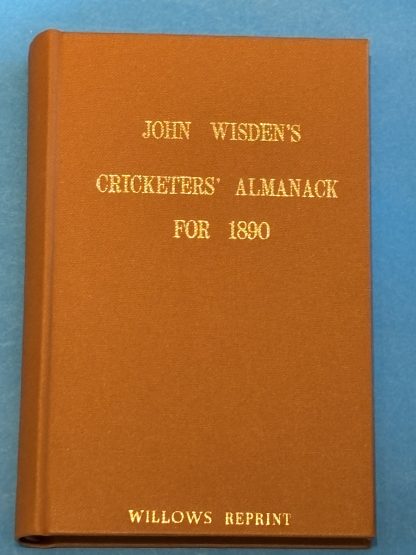 JOHN WISDEN'S
CRICKETERS' ALMANACK
FOR 1890
WILLOWS REPRINT